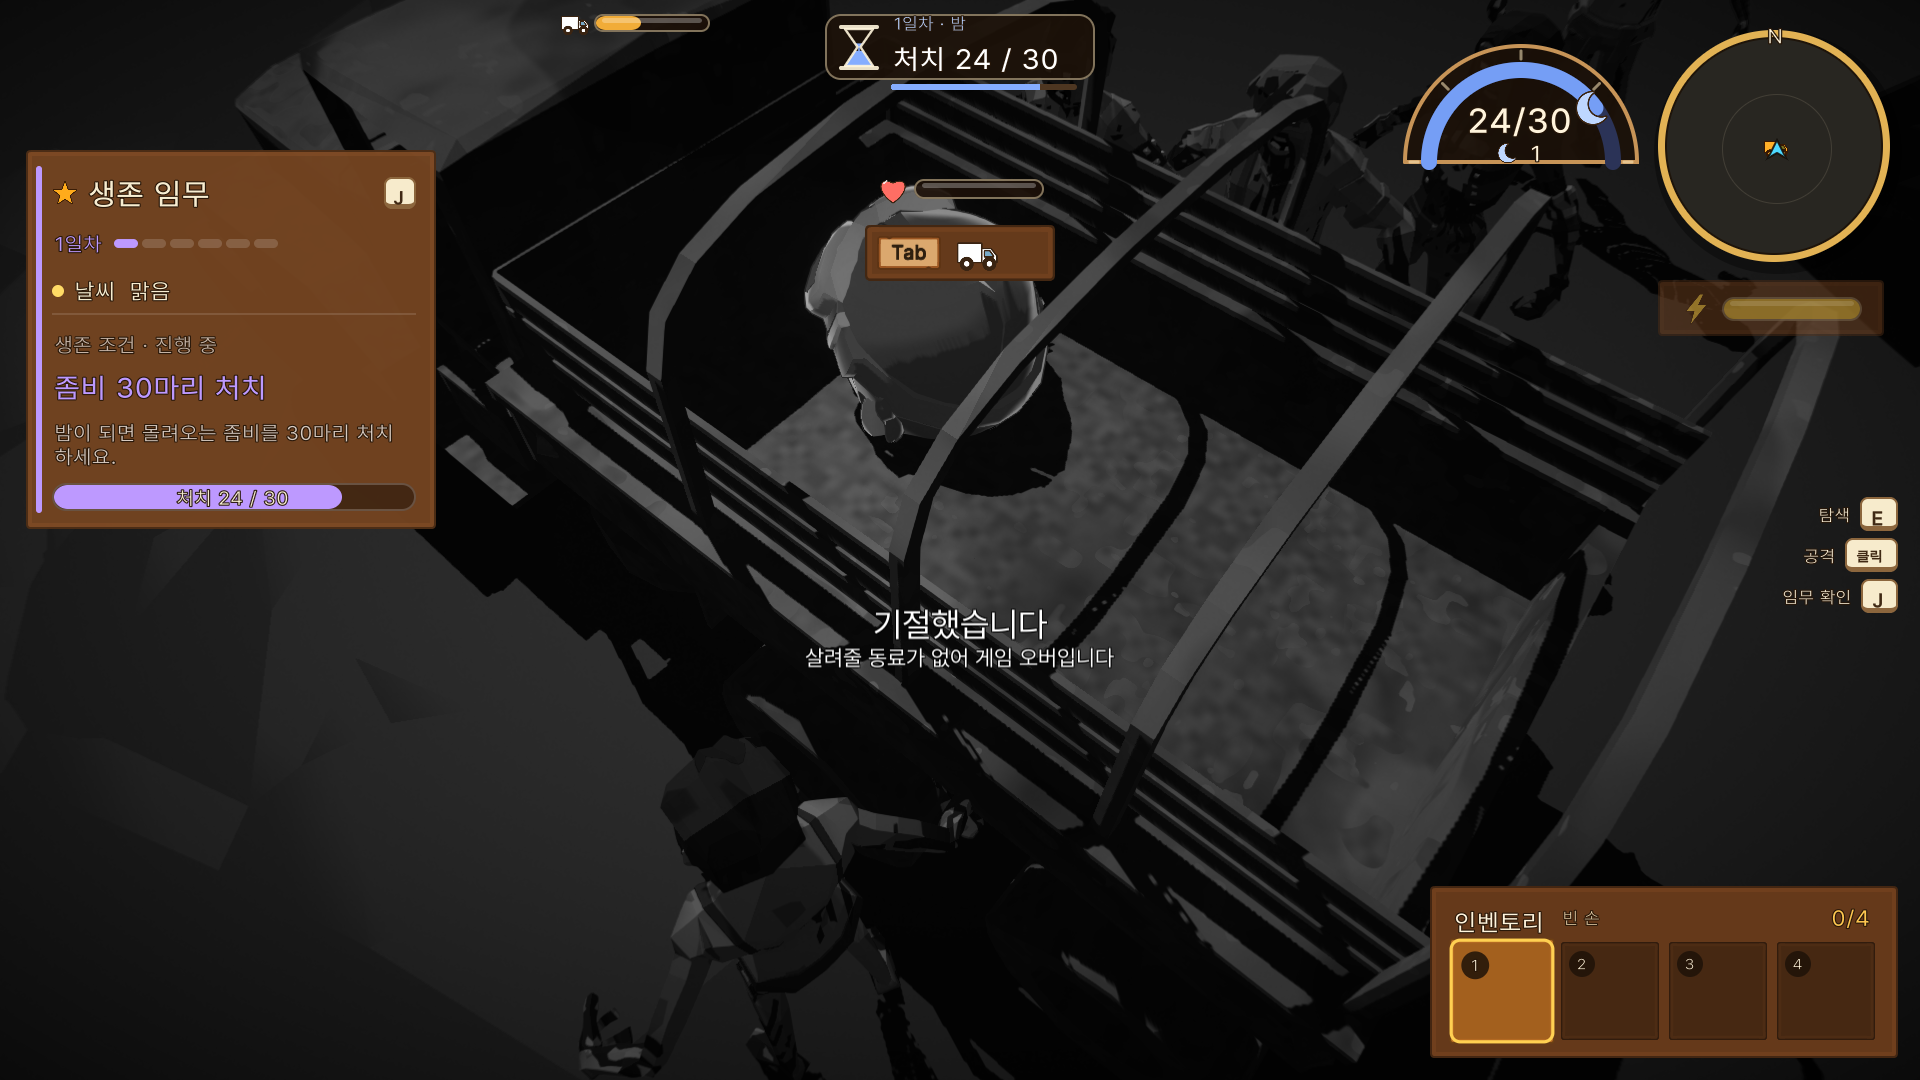 1일차 · 밤
처치 24 / 30
N
24/30
1
생존 임무
J
1일차
날씨 맑음
생존 조건 · 진행 중
좀비 30마리 처치
밤이 되면 몰려오는 좀비를 30마리 처치
하세요.
처치 24 / 30
Tab
탐색 E
공격 클릭
임무 확인 J
기절했습니다
살려줄 동료가 없어 게임 오버입니다
인벤토리 빈 손 0/4
1 2 3 4